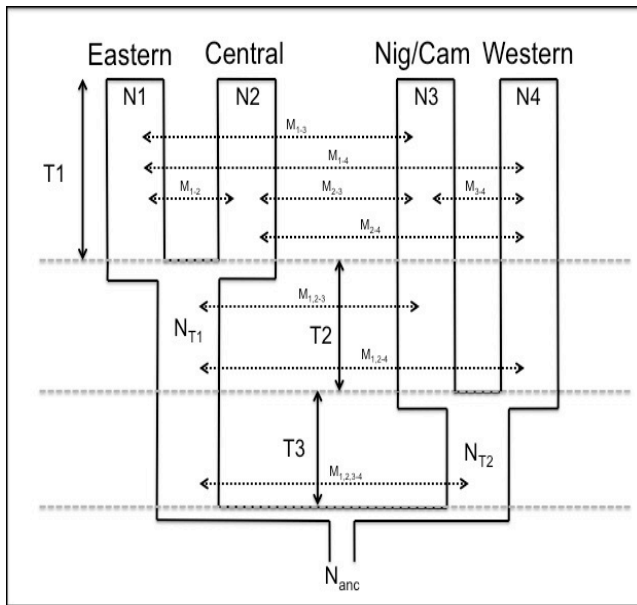 Eastern Central Nig/Cam Western
N1 N2 N3 N4
M1-3
T1
M1-4
M1-2 M2-3 M3-4
M2-4
M1,2-3
NT1
T2
M1,2-4
T3
NT2
M1,2,3-4
Nanc